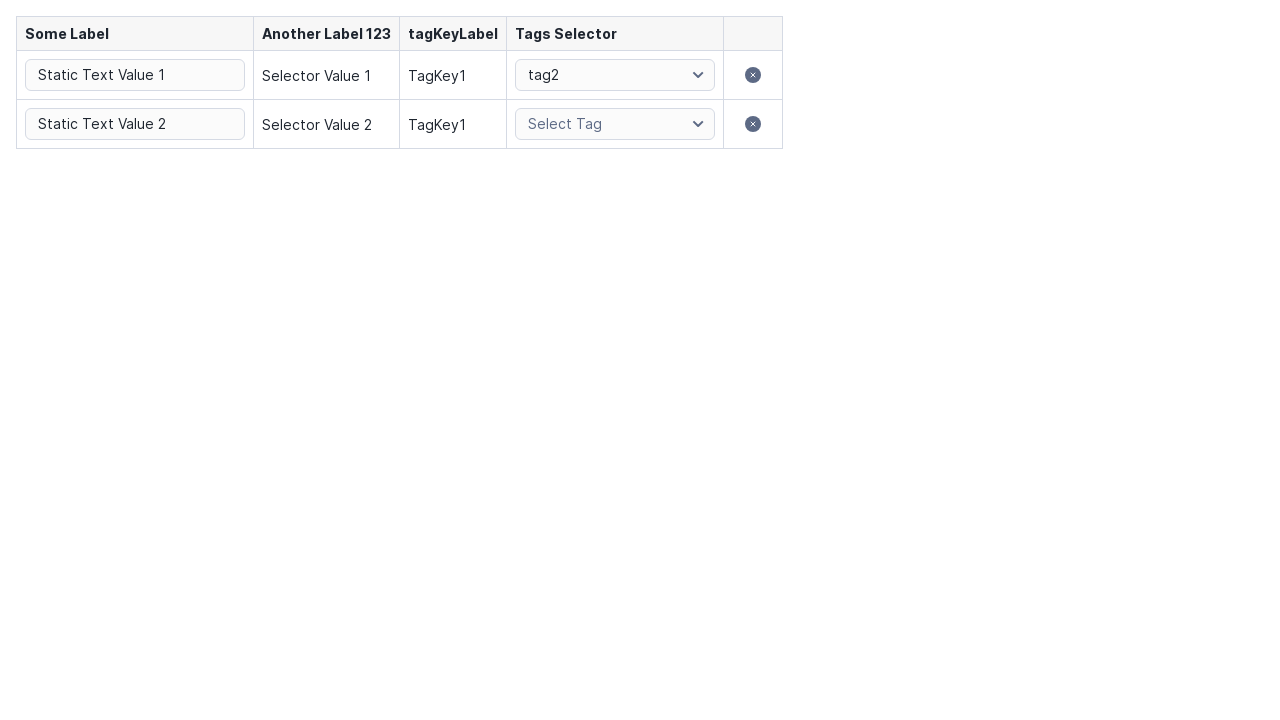 Some Label Another Label 123 tagKeyLabel Tags Selector
Static Text Value 1 Selector Value 1 TagKey1 tag2
Static Text Value 2 Selector Value 2 TagKey1 Select Tag